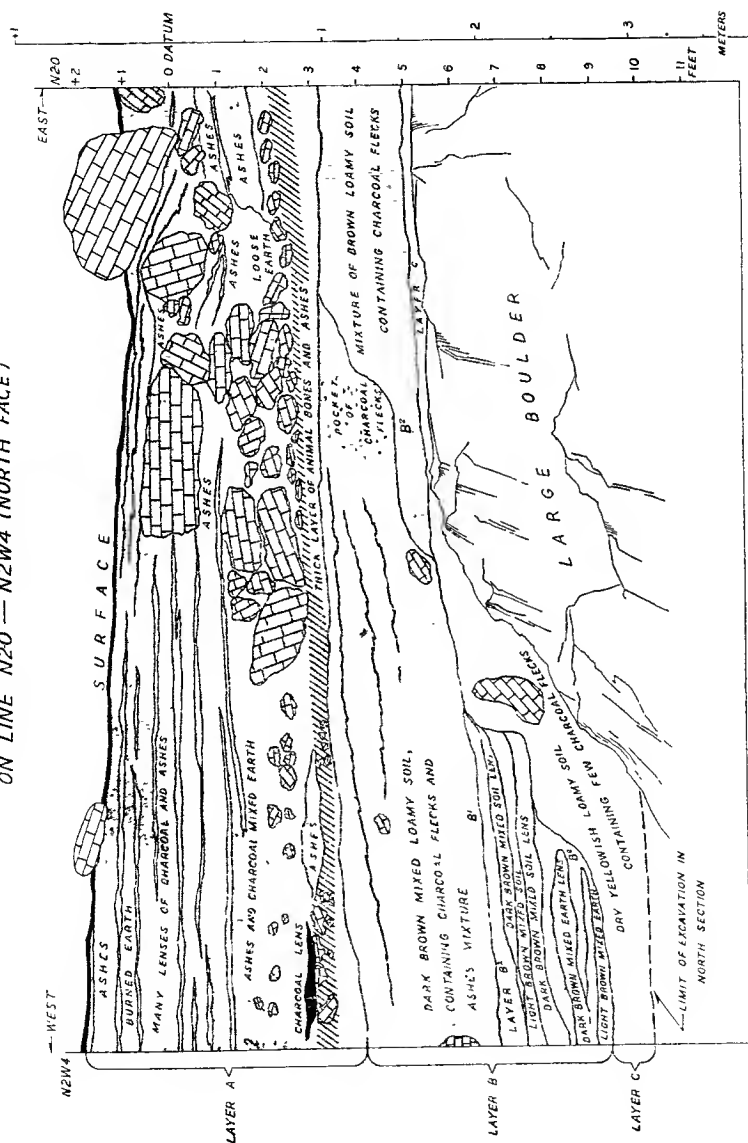 ON LINE N20 — N2W4 (NORTH FACE)
WEST
EAST
N2W4
N20
SURFACE
+2
+1
0 DATUM
1
2
3
4
5
6
7
8
9
10
11
FEET
+1
1
2
3
METERS
ASHES
BURNED EARTH
MANY LENSES OF CHARCOAL AND ASHES
ASHES AND CHARCOAL MIXED EARTH
CHARCOAL LENS
ASHES
ASHES
ASHES
ASHES
LOOSE EARTH
ASHES
ASHES
THICK LAYER OF ANIMAL BONES AND ASHES
POCKET OF CHARCOAL FLECKS
MIXTURE OF BROWN LOAMY SOIL
CONTAINING CHARCOAL FLECKS
B²
LAYER C
DARK BROWN MIXED LOAMY SOIL,
CONTAINING CHARCOAL FLECKS AND
ASHES MIXTURE
B¹
LAYER B¹
DARK BROWN MIXED SOIL LENS
LIGHT BROWN MIXED SOIL
DARK BROWN MIXED SOIL LENS
DARK BROWN MIXED EARTH LENS
B²
DARK BROWN MIXED EARTH
LIGHT BROWN MIXED EARTH
DRY YELLOWISH LOAMY SOIL
CONTAINING FEW CHARCOAL FLECKS
LARGE BOULDER
LIMIT OF EXCAVATION IN
NORTH SECTION
LAYER A
LAYER B
LAYER C